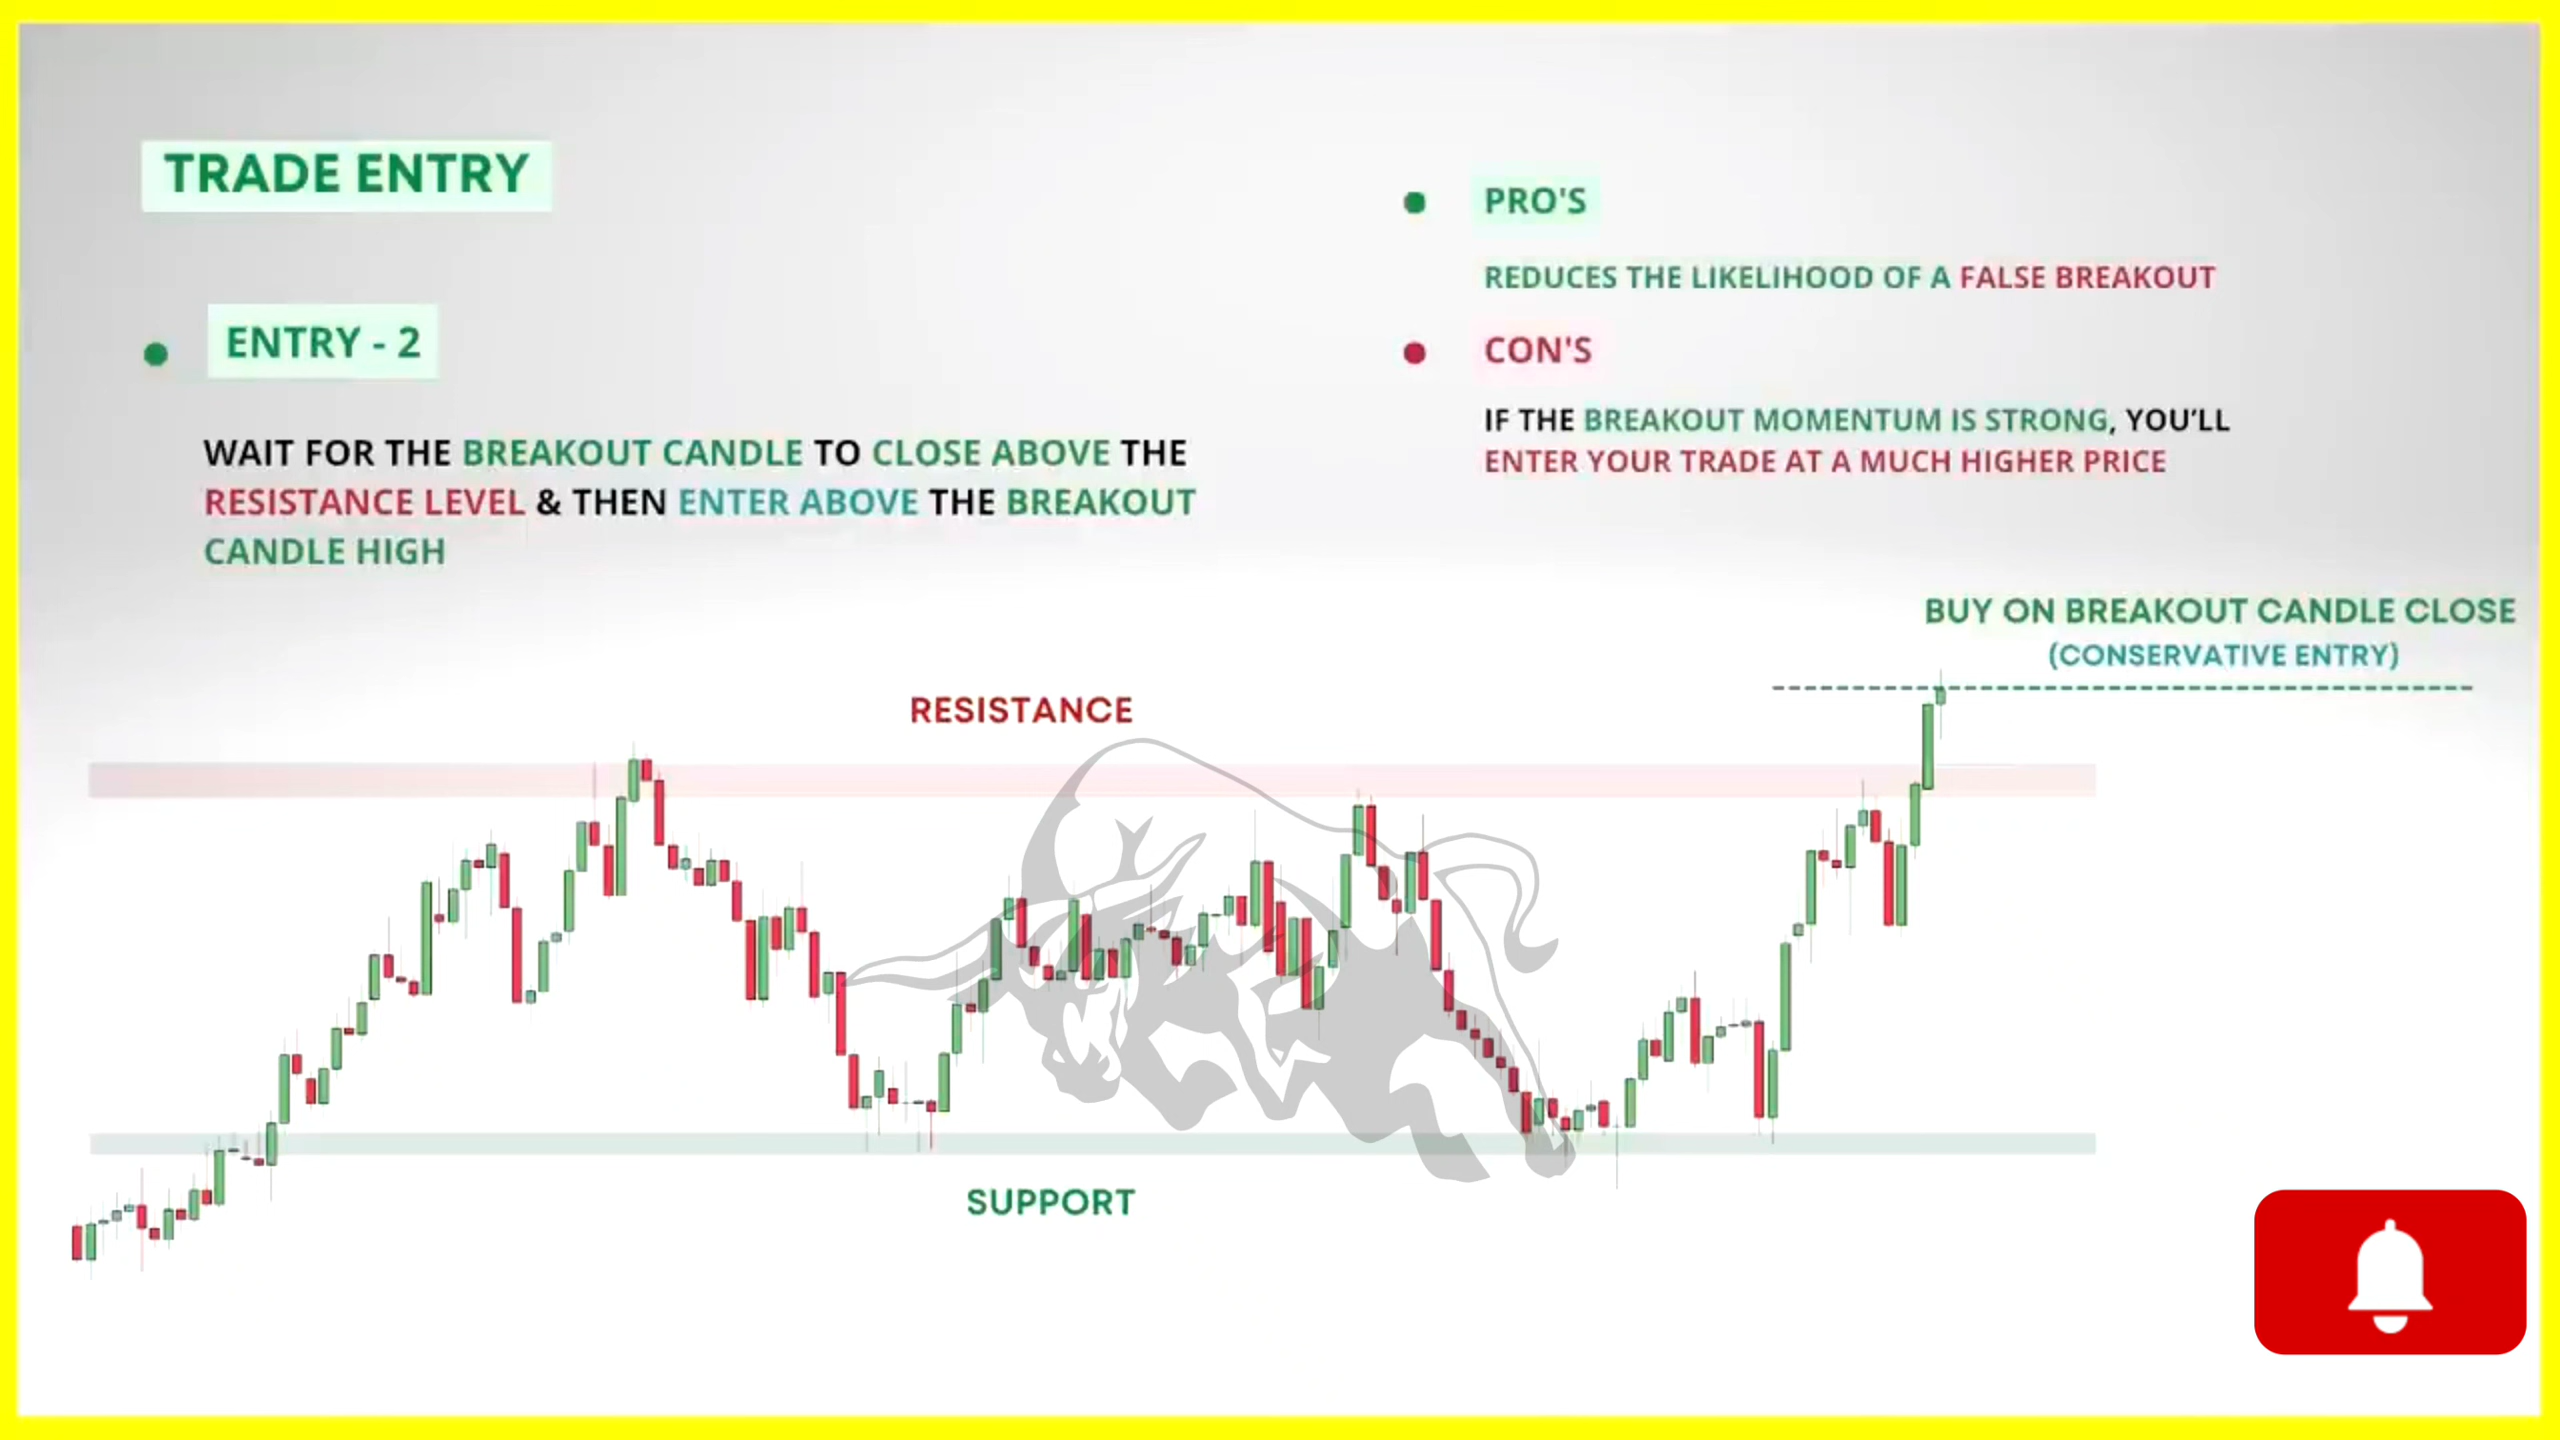 TRADE ENTRY
ENTRY - 2
WAIT FOR THE BREAKOUT CANDLE TO CLOSE ABOVE THE
RESISTANCE LEVEL & THEN ENTER ABOVE THE BREAKOUT
CANDLE HIGH
PRO'S
REDUCES THE LIKELIHOOD OF A FALSE BREAKOUT
CON'S
IF THE BREAKOUT MOMENTUM IS STRONG, YOU’LL
ENTER YOUR TRADE AT A MUCH HIGHER PRICE
BUY ON BREAKOUT CANDLE CLOSE
(CONSERVATIVE ENTRY)
RESISTANCE
SUPPORT